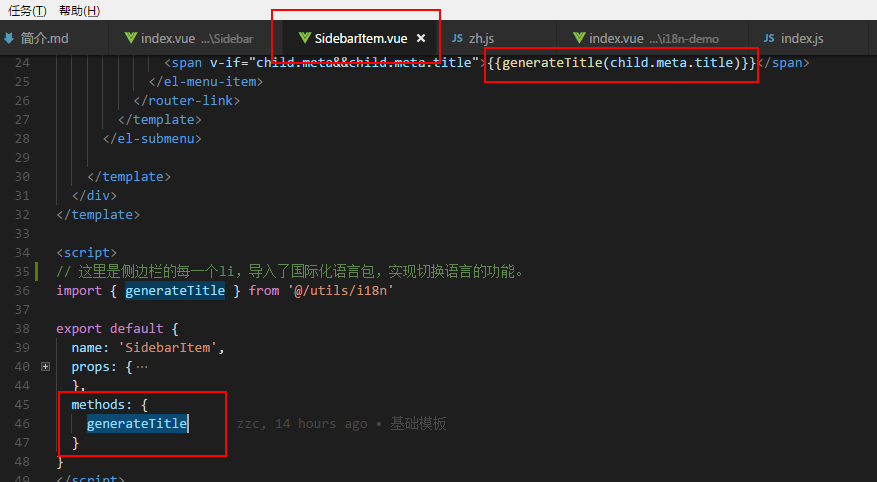 任务(T) 帮助(H)
简介.md index.vue ...\Sidebar SidebarItem.vue × JS zh.js index.vue ...\i18n-demo JS index.js
24 <span v-if="child.meta&&child.meta.title">{{generateTitle(child.meta.title)}}</span>
25 </el-menu-item>
26 </router-link>
27 </template>
28 </el-submenu>
29
30 </template>
31 </div>
32 </template>
33
34 <script>
35 // 这里是侧边栏的每一个li，导入了国际化语言包，实现切换语言的功能。
36 import { generateTitle } from '@/utils/i18n'
37
38 export default {
39 name: 'SidebarItem',
40 props: {…
44 },
45 methods: {
46 generateTitle zzc, 14 hours ago • 基础模板
47 }
48 }
49 </script>